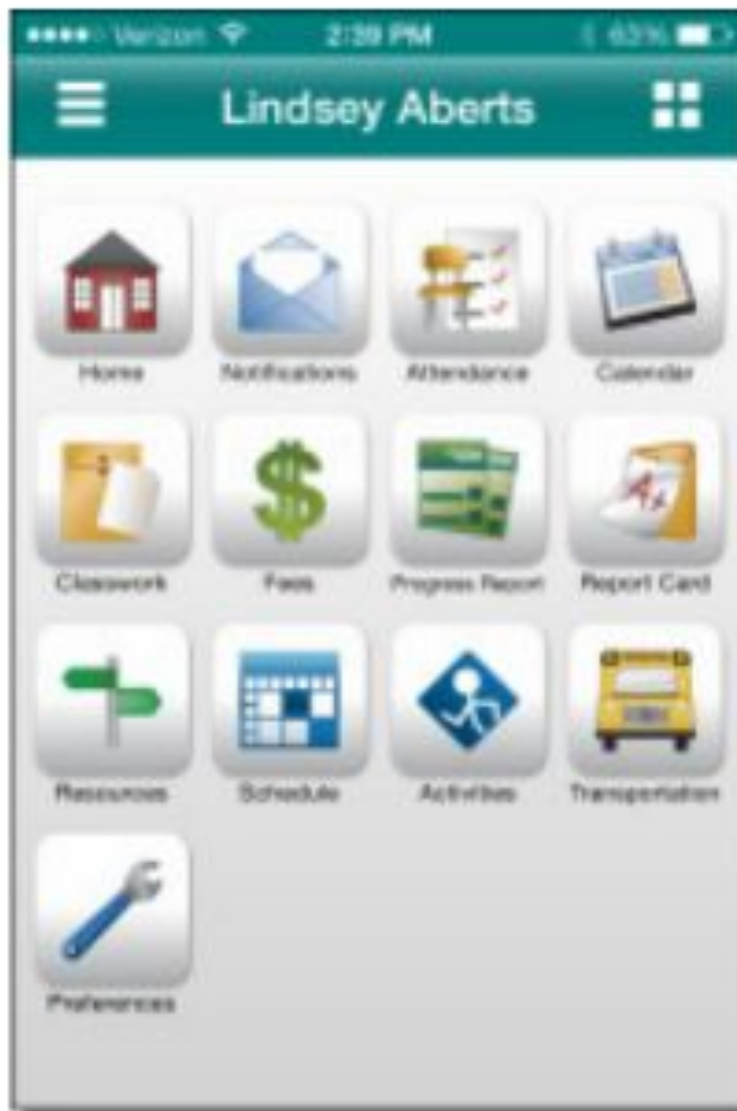 Verizon 2:39 PM 63%
Lindsey Aberts
Home Notifications Attendance Calendar
A+
Classwork Fees Progress Report Report Card
Resources Schedule Activities Transportation
Preferences